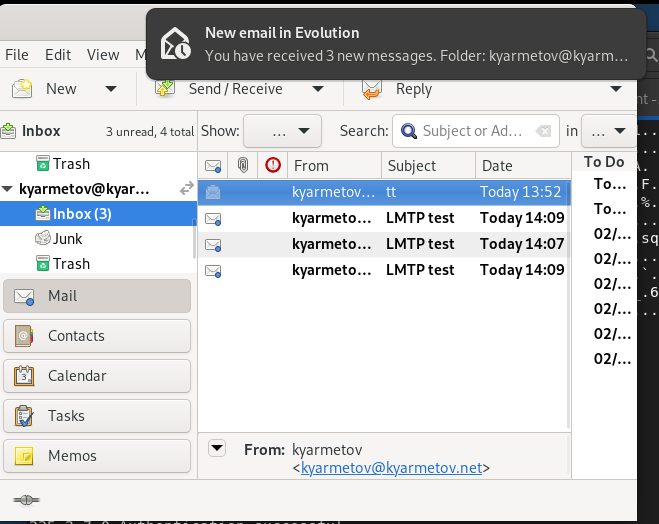 New email in Evolution
You have received 3 new messages. Folder: kyarmetov@kyarm...
File Edit View
New Send / Receive Reply
Inbox 3 unread, 4 total Show: ... Search: Subject or Ad... in ...
Trash
kyarmetov@kyar...
Inbox (3)
Junk
Trash
Mail
Contacts
Calendar
Tasks
Memos
From Subject Date
kyarmetov... tt Today 13:52
kyarmeto... LMTP test Today 14:09
kyarmeto... LMTP test Today 14:07
kyarmeto... LMTP test Today 14:09
To Do
To...
To...
02/...
02/...
02/...
02/...
02/...
02/...
From: kyarmetov
<kyarmetov@kyarmetov.net>